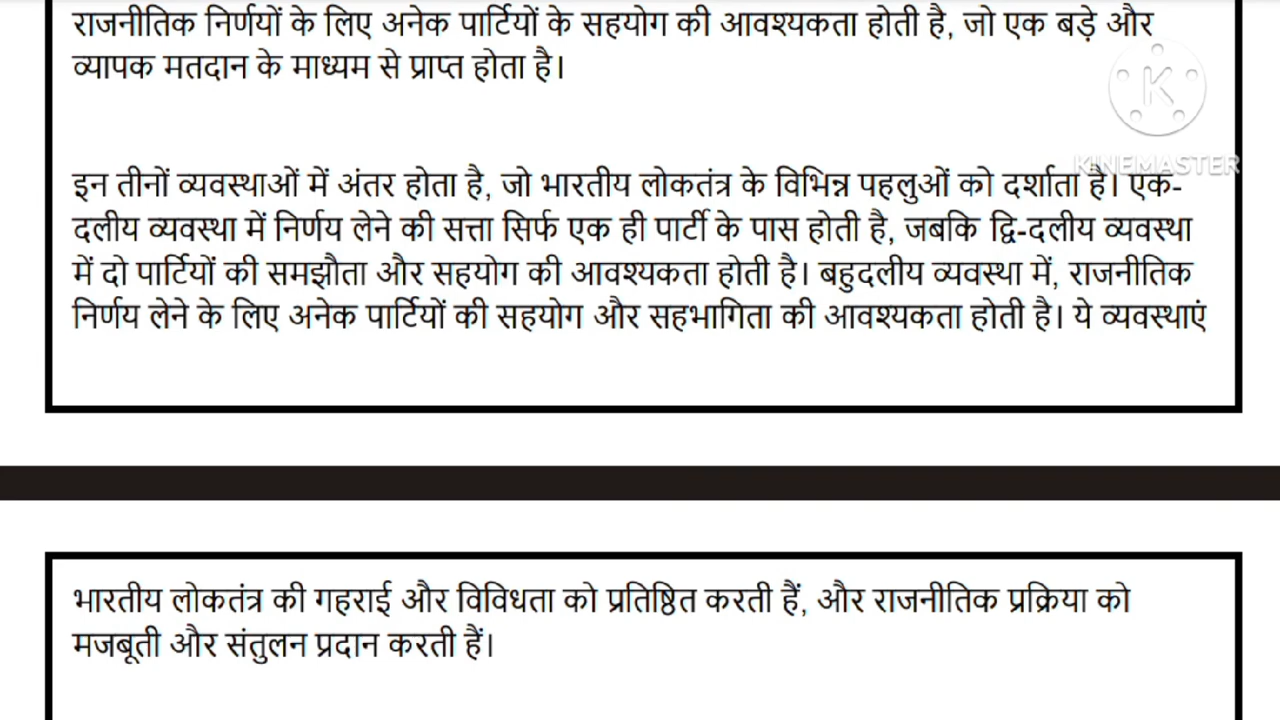 राजनीतिक निर्णयों के लिए अनेक पार्टियों के सहयोग की आवश्यकता होती है, जो एक बड़े और
व्यापक मतदान के माध्यम से प्राप्त होता है।
KINEMASTER
इन तीनों व्यवस्थाओं में अंतर होता है, जो भारतीय लोकतंत्र के विभिन्न पहलुओं को दर्शाता है। एक-
दलीय व्यवस्था में निर्णय लेने की सत्ता सिर्फ एक ही पार्टी के पास होती है, जबकि द्वि-दलीय व्यवस्था
में दो पार्टियों की समझौता और सहयोग की आवश्यकता होती है। बहुदलीय व्यवस्था में, राजनीतिक
निर्णय लेने के लिए अनेक पार्टियों की सहयोग और सहभागिता की आवश्यकता होती है। ये व्यवस्थाएं
भारतीय लोकतंत्र की गहराई और विविधता को प्रतिष्ठित करती हैं, और राजनीतिक प्रक्रिया को
मजबूती और संतुलन प्रदान करती हैं।